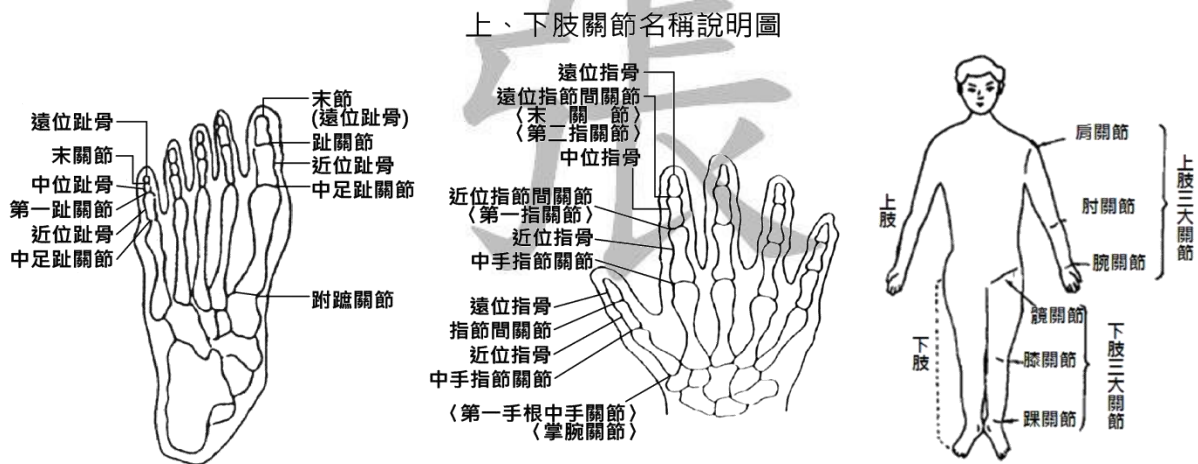 上、下肢關節名稱說明圖
遠位趾骨
末關節
中位趾骨
第一趾關節
近位趾骨
中足趾關節
末節
(遠位趾骨)
趾關節
近位趾骨
中足趾關節
跗蹠關節
遠位指骨
遠位指節間關節
〈末關節〉
〈第二指關節〉
中位指骨
近位指節間關節
〈第一指關節〉
近位指骨
中手指節關節
遠位指骨
指節間關節
近位指骨
中手指節關節
〈第一手根中手關節〉
〈掌腕關節〉
上肢
下肢
肩關節
肘關節
腕關節
上肢三大關節
髖關節
膝關節
踝關節
下肢三大關節
張